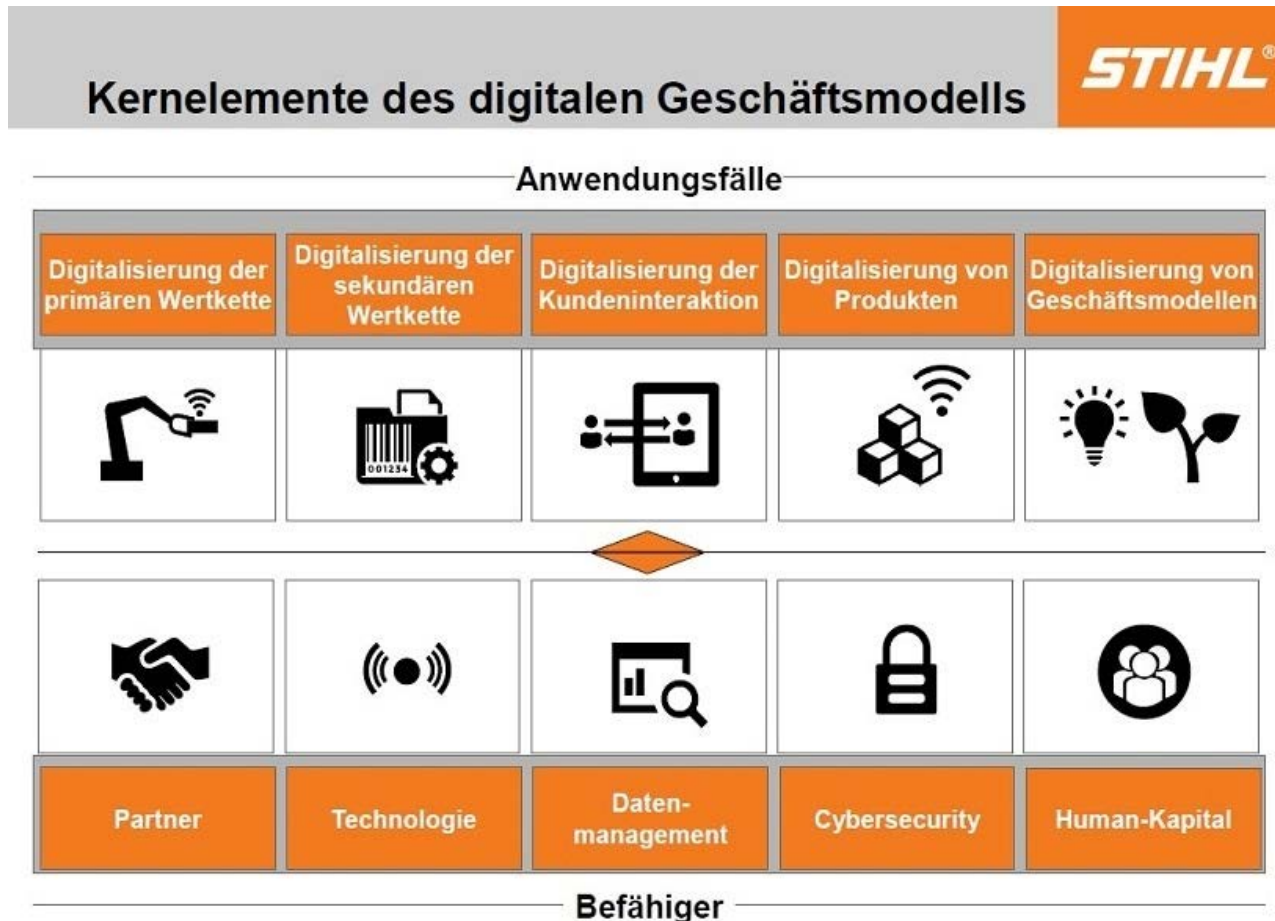 STIHL®
Kernelemente des digitalen Geschäftsmodells
Anwendungsfälle
Digitalisierung der
primären Wertkette
Digitalisierung der
sekundären
Wertkette
Digitalisierung der
Kundeninteraktion
Digitalisierung von
Produkten
Digitalisierung von
Geschäftsmodellen
001234
Partner
Technologie
Daten-
management
Cybersecurity
Human-Kapital
Befähiger